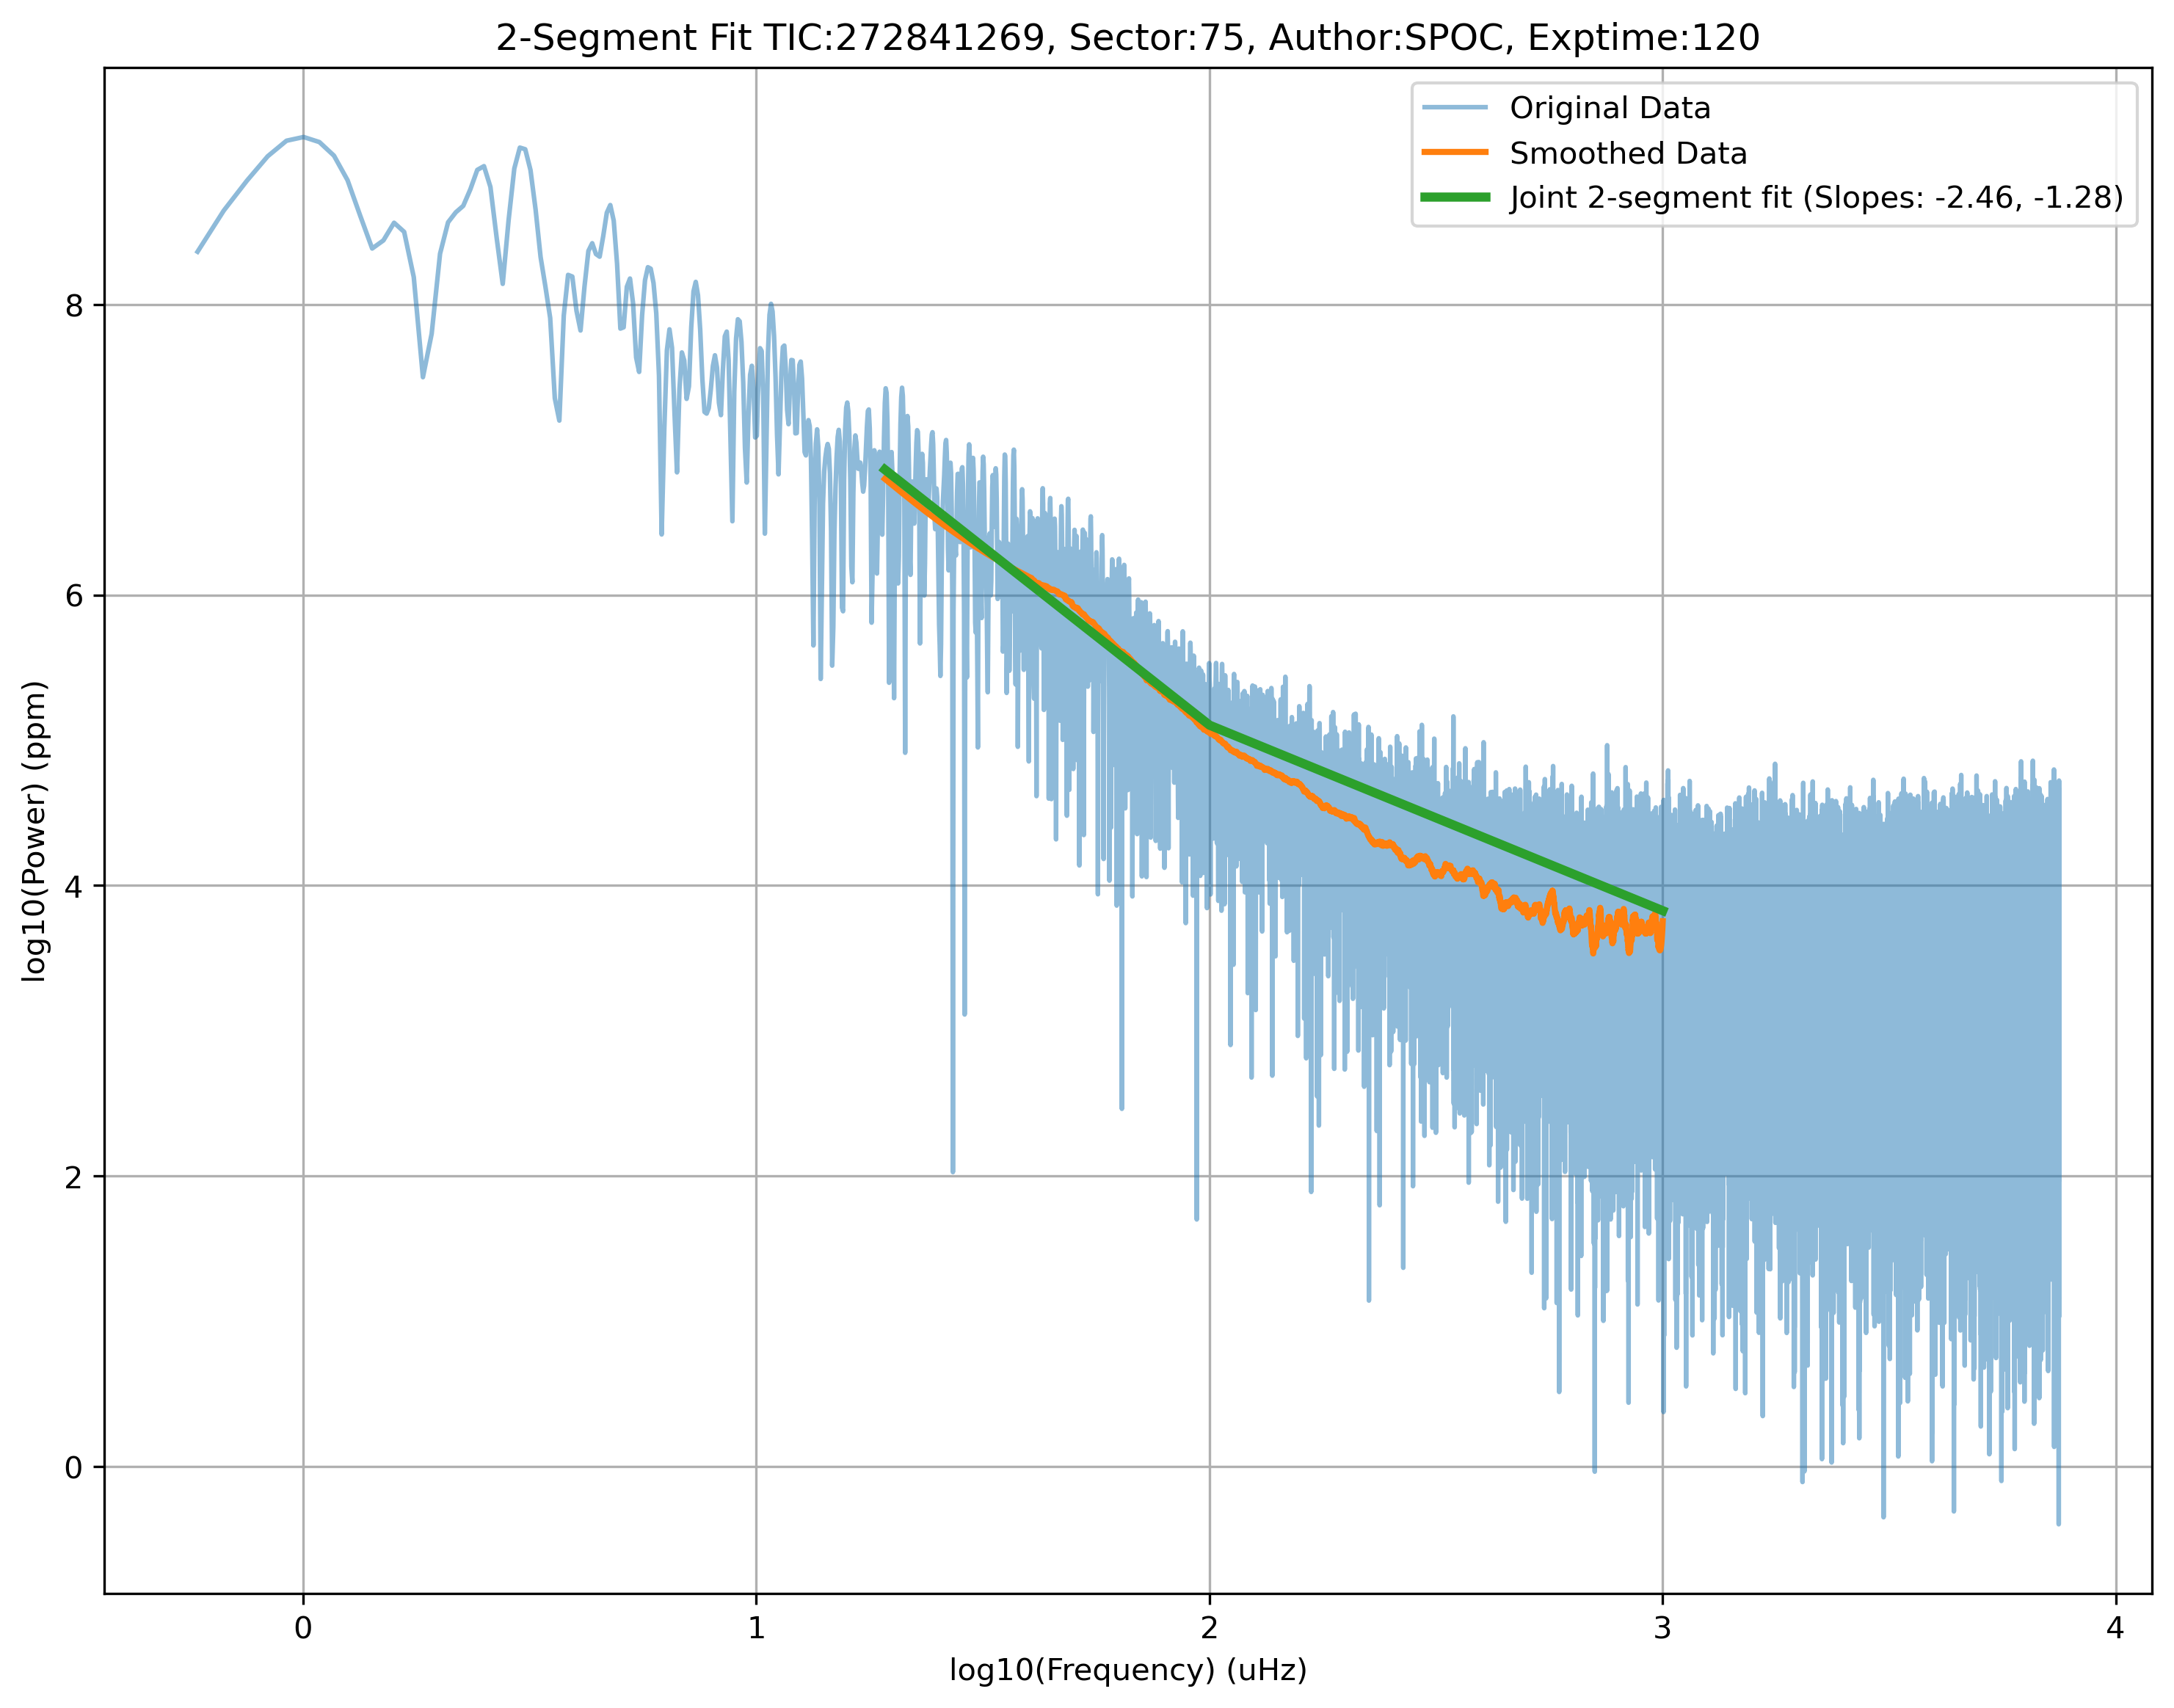 2-Segment Fit TIC:272841269, Sector:75, Author:SPOC, Exptime:120
Original Data
Smoothed Data
Joint 2-segment fit (Slopes: -2.46, -1.28)
log10(Power) (ppm)
8
6
4
2
0
0 1 2 3 4
log10(Frequency) (uHz)